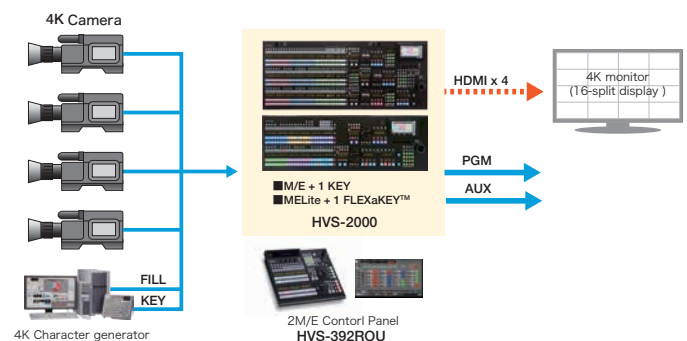 4K Camera
HDMI x 4
4K monitor
(16-split display )
PGM
AUX
■M/E + 1 KEY
■MELite + 1 FLEXaKEY™
HVS-2000
FILL
KEY
4K Character generator
2M/E Contorl Panel
HVS-392ROU